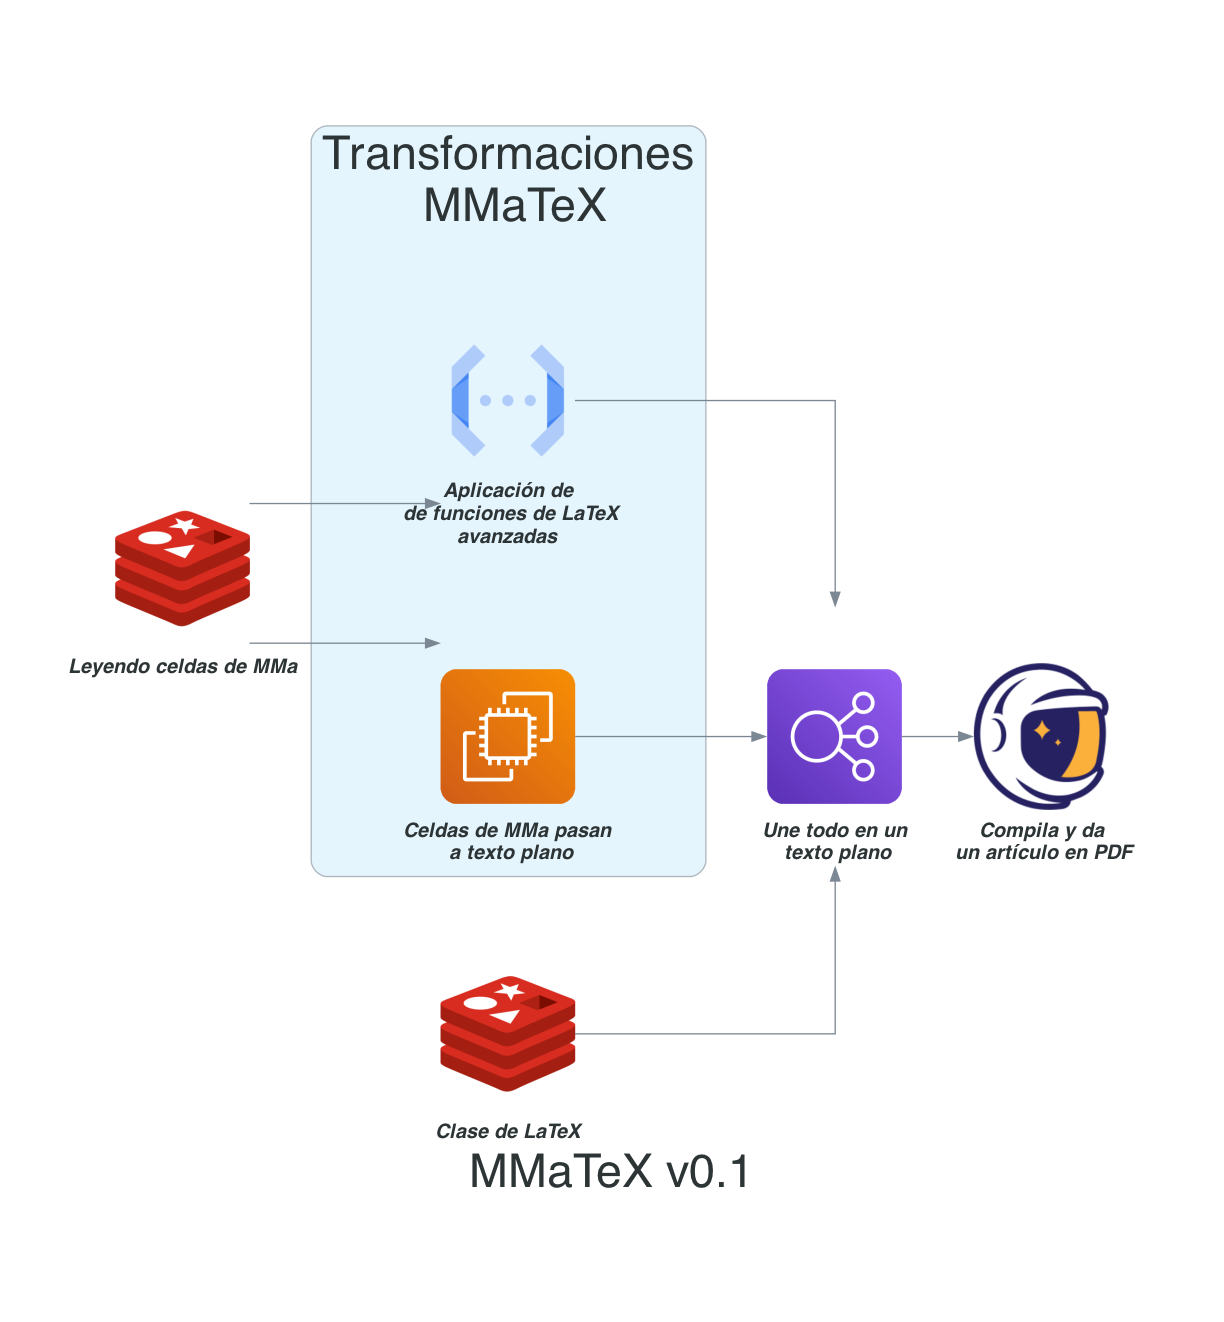 Transformaciones
MMaTeX
Aplicación de
de funciones de LaTeX
avanzadas
Leyendo celdas de MMa
Celdas de MMa pasan
a texto plano
Une todo en un
texto plano
Compila y da
un artículo en PDF
Clase de LaTeX
MMaTeX v0.1